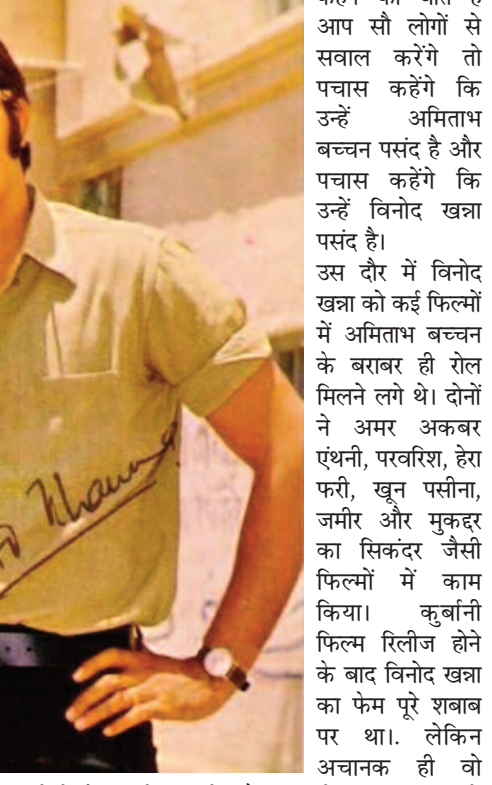 आप सौ लोगों से
सवाल करेंगे तो
पचास कहेंगे कि
उन्हें अमिताभ
बच्चन पसंद है और
पचास कहेंगे कि
उन्हें विनोद खन्ना
पसंद है।
उस दौर में विनोद
खन्ना को कई फिल्मों
में अमिताभ बच्चन
के बराबर ही रोल
मिलने लगे थे। दोनों
ने अमर अकबर
एंथनी, परवरिश, हेरा
फरी, खून पसीना,
जमीर और मुकद्दर
का सिकंदर जैसी
फिल्मों में काम
किया। कुर्बानी
फिल्म रिलीज होने
के बाद विनोद खन्ना
का फेम पूरे शबाब
पर था।. लेकिन
अचानक ही वो
Khanna